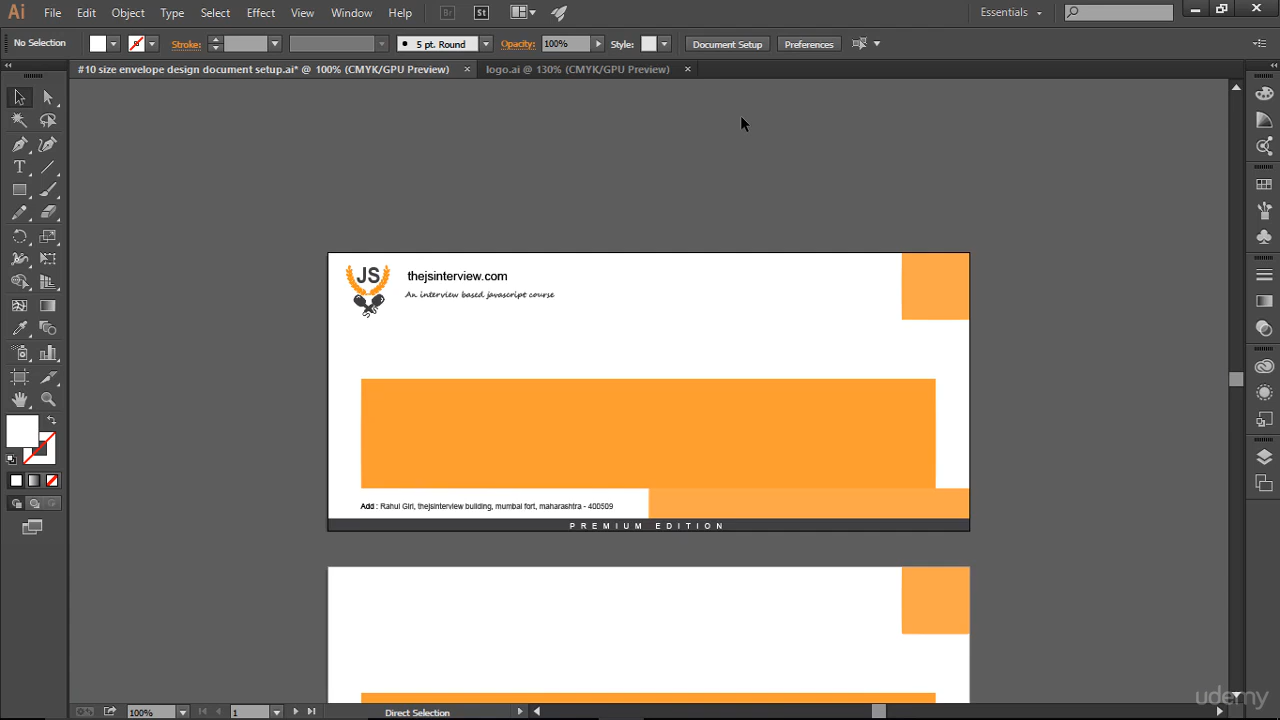 Ai File Edit Object Type Select Effect View Window Help Br St Essentials
No Selection Stroke: 5 pt. Round Opacity: 100% Style: Document Setup Preferences
#10 size envelope design document setup.ai* @ 100% (CMYK/GPU Preview) × logo.ai @ 130% (CMYK/GPU Preview) ×
JS
thejsinterview.com
An interview based javascript course
Add : Rahul Giri, thejsinterview building, mumbai fort, maharashtra - 400509
PREMIUM EDITION
udemy
100% 1 Direct Selection